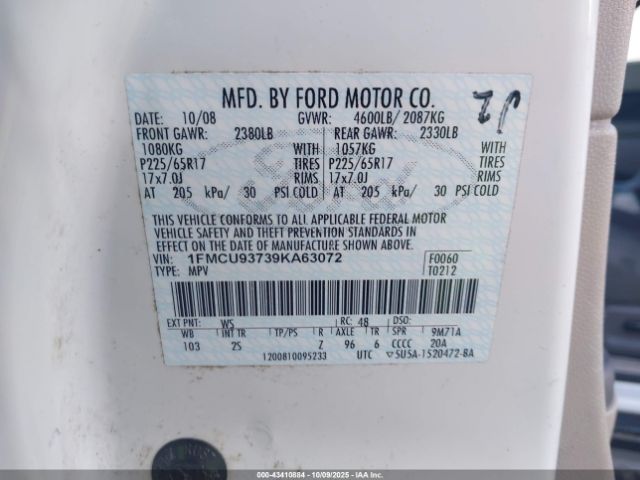 MFD. BY FORD MOTOR CO.
DATE: 10/08 GVWR: 4600LB/ 2087KG
FRONT GAWR: 2380LB REAR GAWR: 2330LB
1080KG WITH 1057KG WITH
P225/65R17 TIRES P225/65R17 TIRES
17x7.0J RIMS 17x7.0J RIMS
AT 205 kPa/ 30 PSI COLD AT 205 kPa/ 30 PSI COLD
THIS VEHICLE CONFORMS TO ALL APPLICABLE FEDERAL MOTOR
VEHICLE SAFETY AND THEFT PREVENTION STANDARDS IN
EFFECT ON THE DATE OF MANUFACTURE SHOWN ABOVE.
VIN: 1FMCU93739KA63072 F0060
TYPE: MPV T0212
EXT PNT: WS RC: 48 DSO:
WB INT TR TP/PS R AXLE TR SPR 9M71A
103 2S Z 96 6 CCCC 20A
1200810095233 UTC 5U5A-1520472-BA
000-43410884 - 10/09/2025 - IAAI.COM